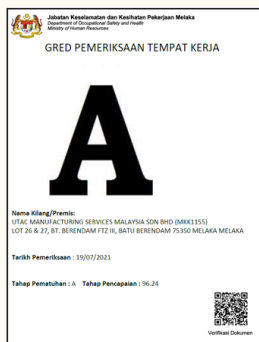 Jabatan Keselamatan dan Kesihatan Pekerjaan Melaka
Department of Occupational Safety and Health
Ministry of Human Resources
GRED PEMERIKSAAN TEMPAT KERJA
A
Nama Kilang/Premis:
UTAC MANUFACTURING SERVICES MALAYSIA SDN BHD (MKK1155)
LOT 26 & 27, BT. BERENDAM FTZ III, BATU BERENDAM 75350 MELAKA MELAKA
Tarikh Pemeriksaan : 19/07/2021
Tahap Pematuhan : A Tahap Pencapaian : 96.24
Verifikasi Dokumen